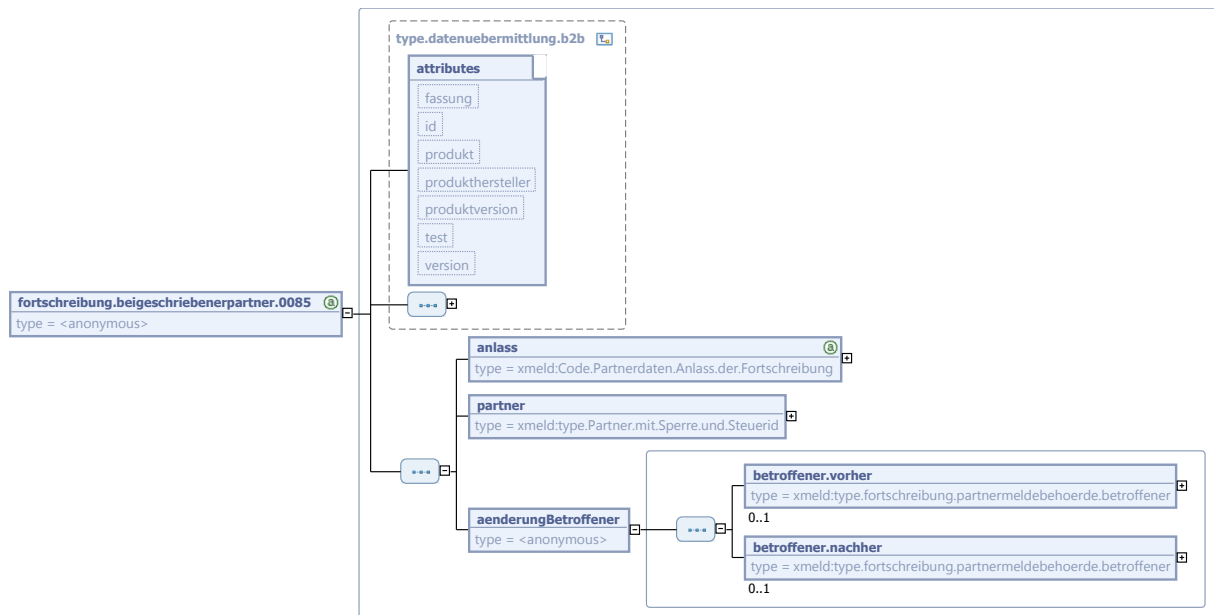 type.datenuebermittlung.b2b
attributes
fassung
id
produkt
produkthersteller
produktversion
test
version
fortschreibung.beigeschriebenerpartner.0085 a
type = <anonymous>
anlass a
type = xmeld:Code.Partnerdaten.Anlass.der.Fortschreibung
partner
type = xmeld:type.Partner.mit.Sperre.und.Steuerid
aenderungBetroffener
type = <anonymous>
betroffener.vorher
type = xmeld:type.fortschreibung.partnermeldebehoerde.betroffener
0..1
betroffener.nachher
type = xmeld:type.fortschreibung.partnermeldebehoerde.betroffener
0..1